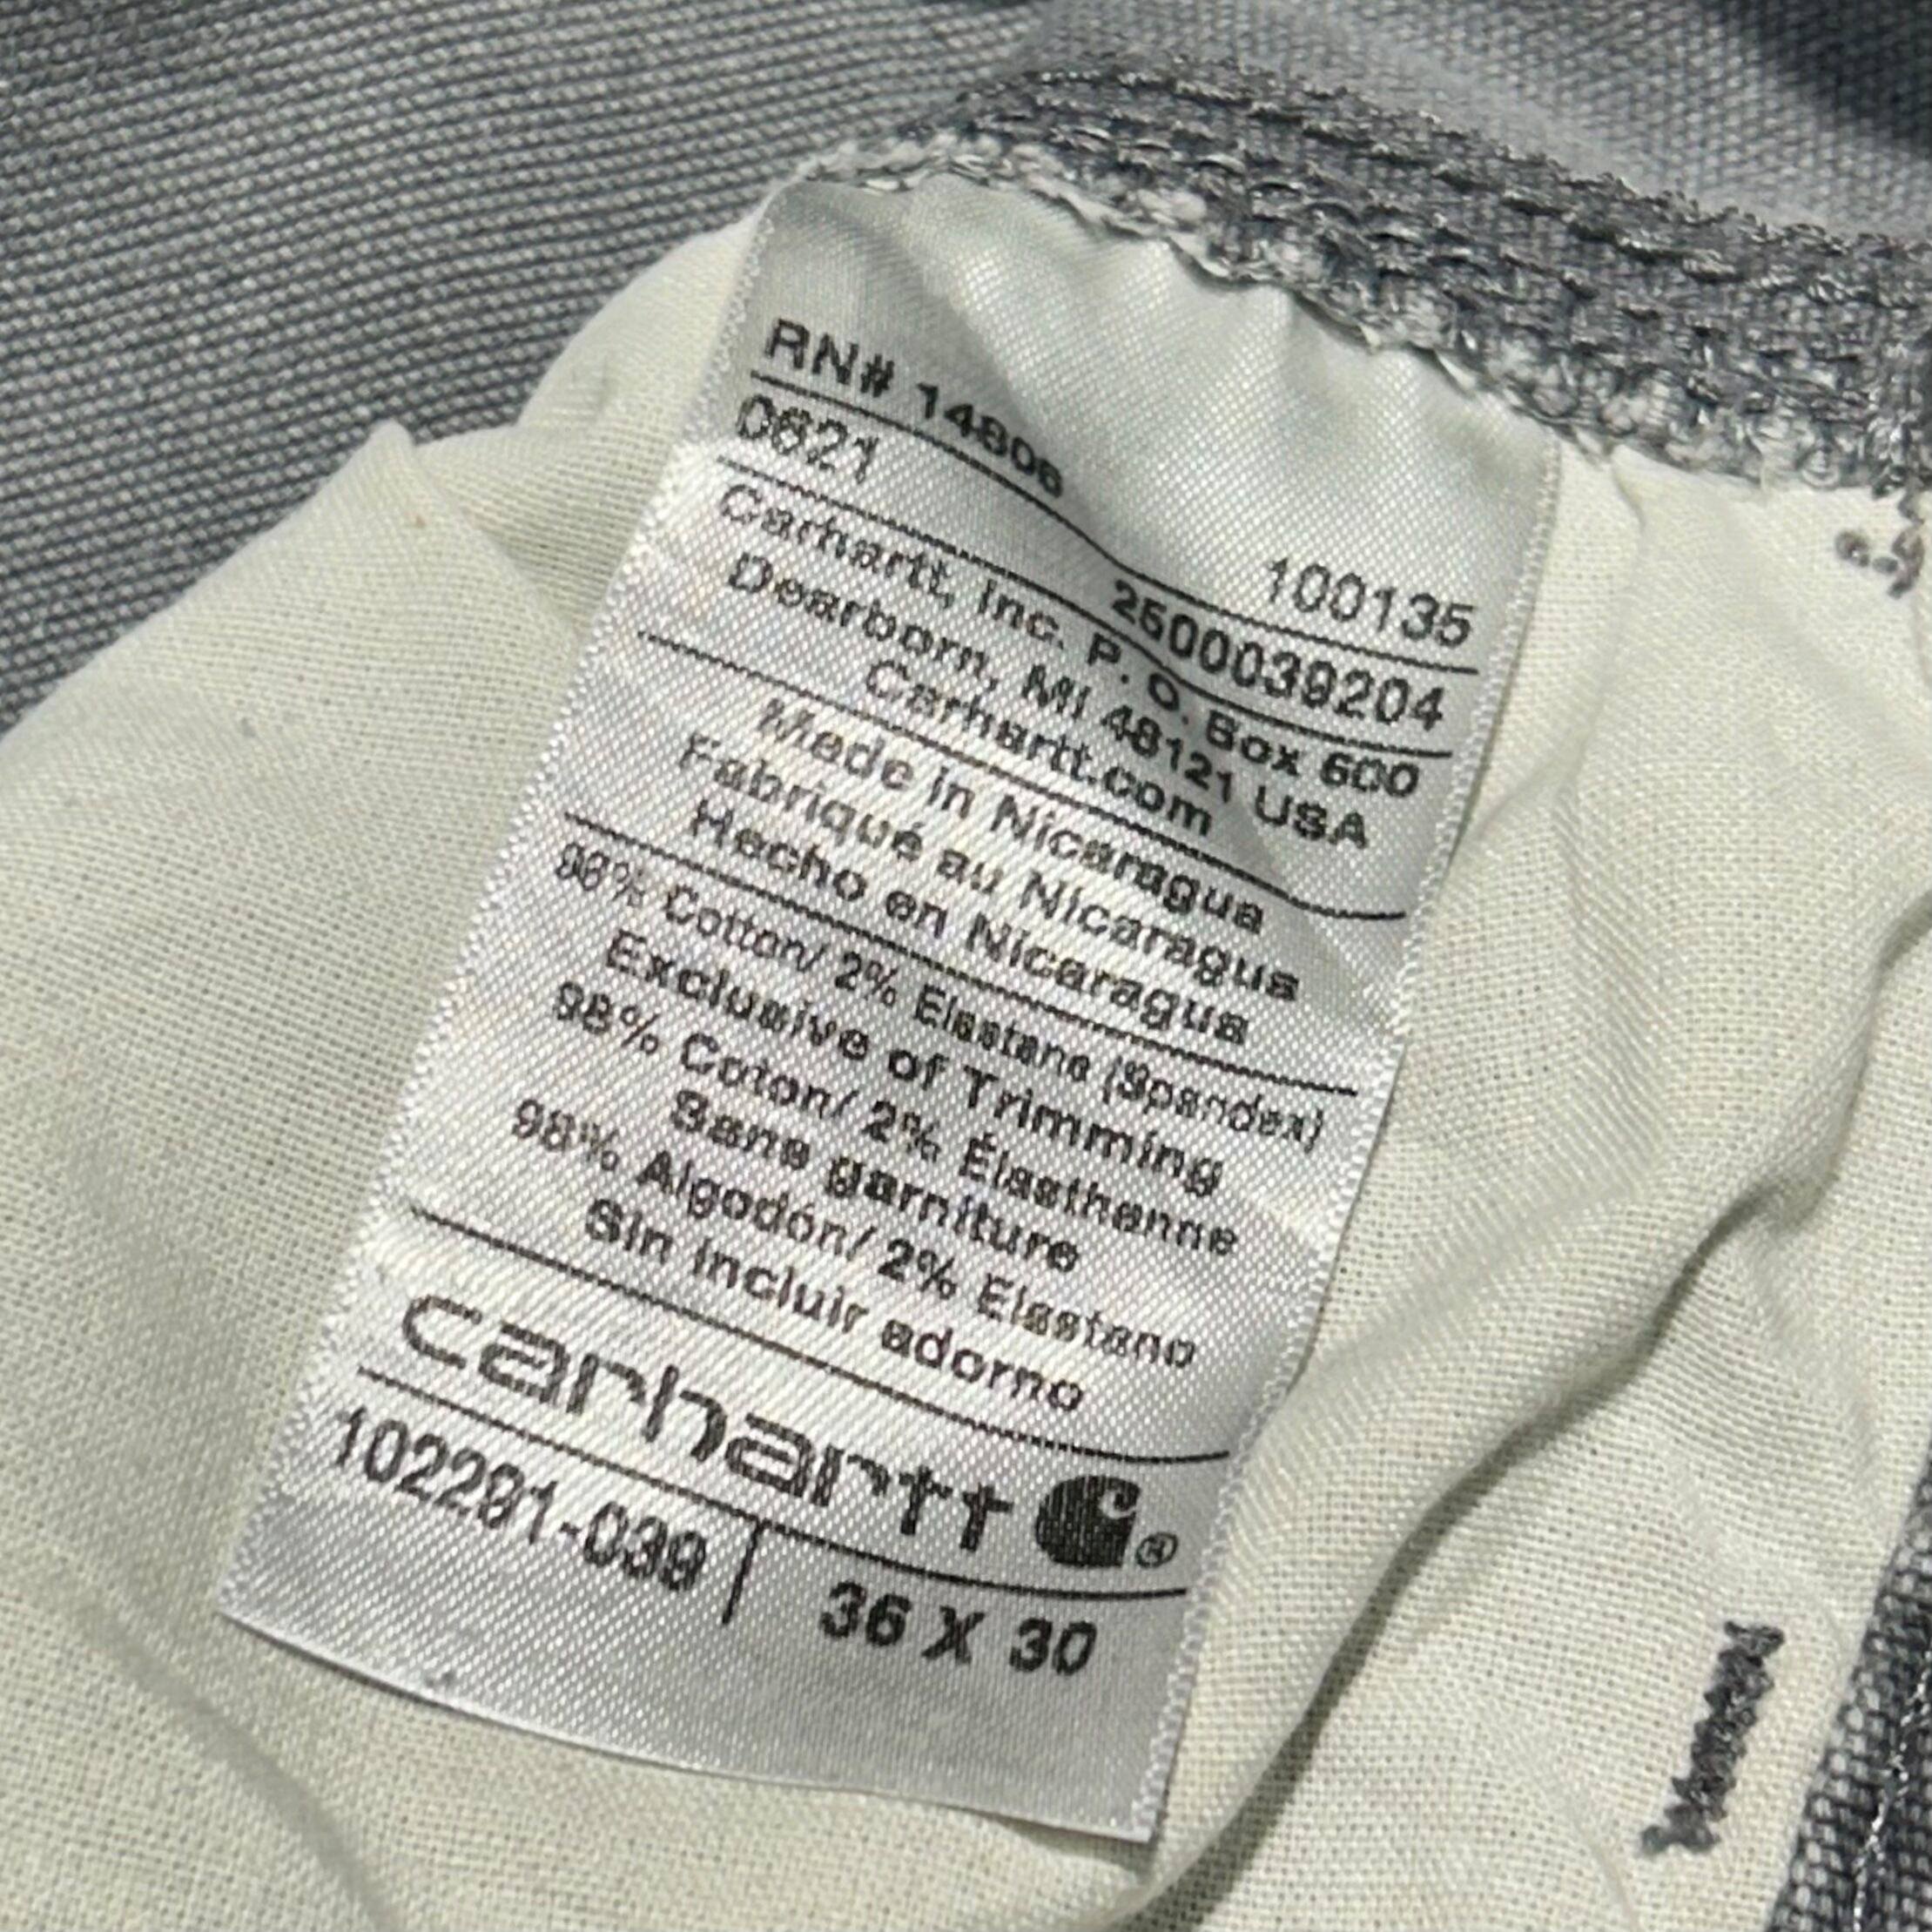 RN# 14806
100135
0621
2500039204
Carhartt, Inc. P.O. Box 600
Dearborn, MI 48121 USA
Carhartt.com
Made in Nicaragua
Fabriqué au Nicaragua
Hecho en Nicaragua
98% Cotton/ 2% Elastane (Spandex)
Exclusive of Trimming
98% Coton/ 2% Élasthanne
Sans garniture
98% Algodón/ 2% Elastano
Sin incluir adorno
carhartt ®
102291-039 | 36 X 30